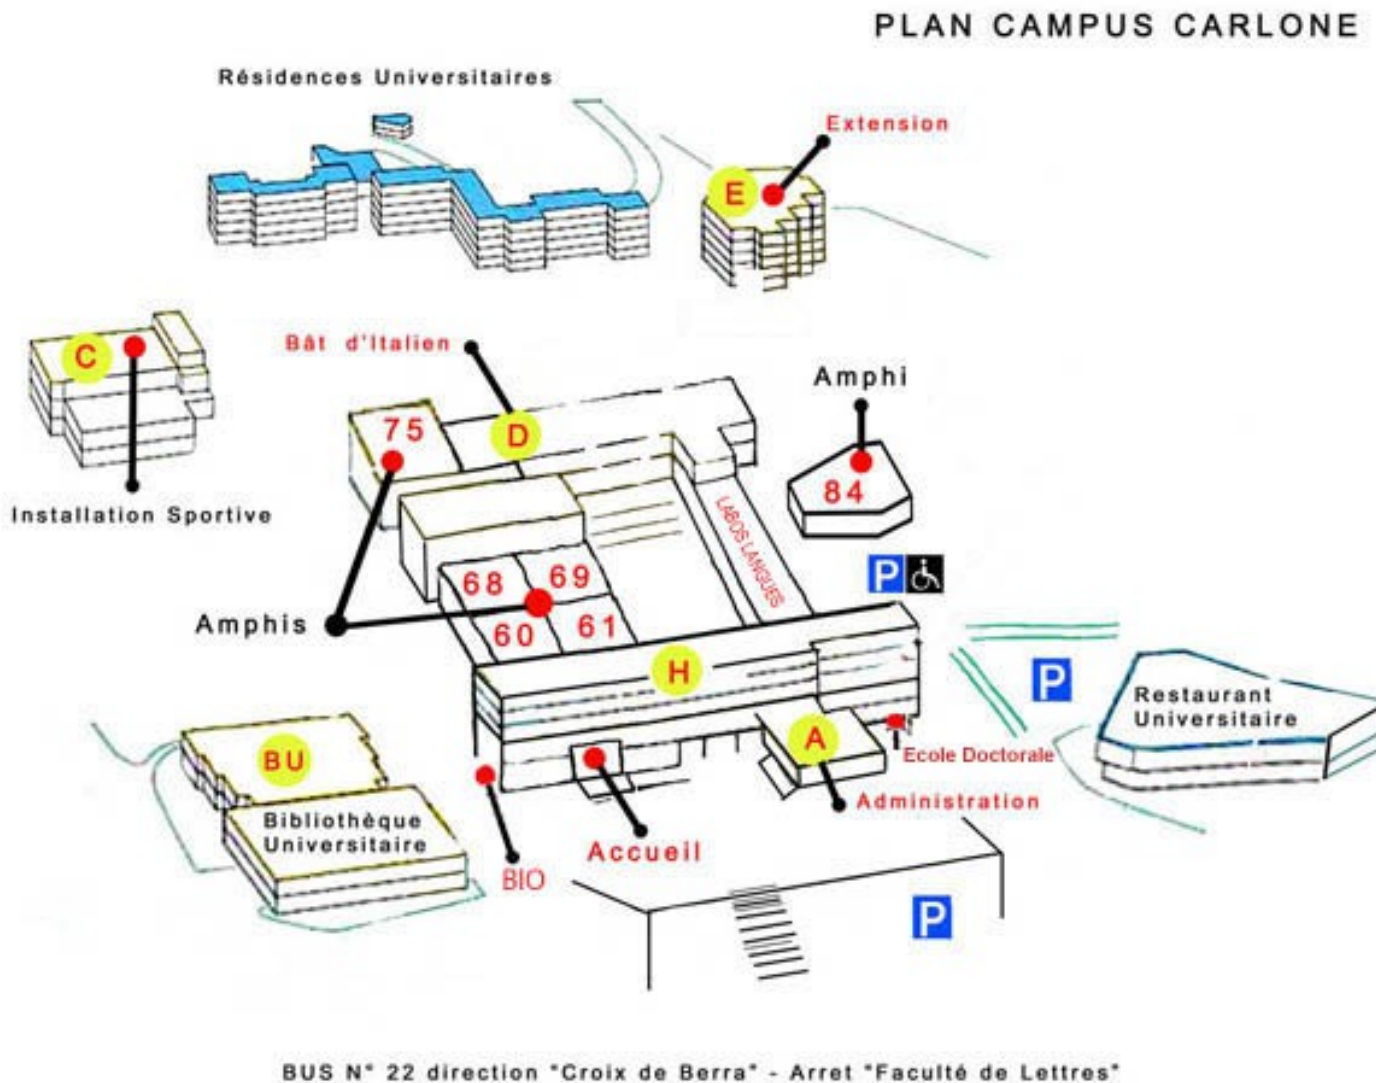 PLAN CAMPUS CARLONE
Résidences Universitaires
Extension
E
Bât d'Italien
C
Amphi
D
75
84
Installation Sportive
LABOS LANGUES
68
69
P
Amphis
60
61
H
P
Restaurant
Universitaire
BU
A
Ecole Doctorale
Administration
Bibliothèque
Universitaire
Accueil
BIO
P
BUS N° 22 direction "Croix de Berra" - Arret "Faculté de Lettres"